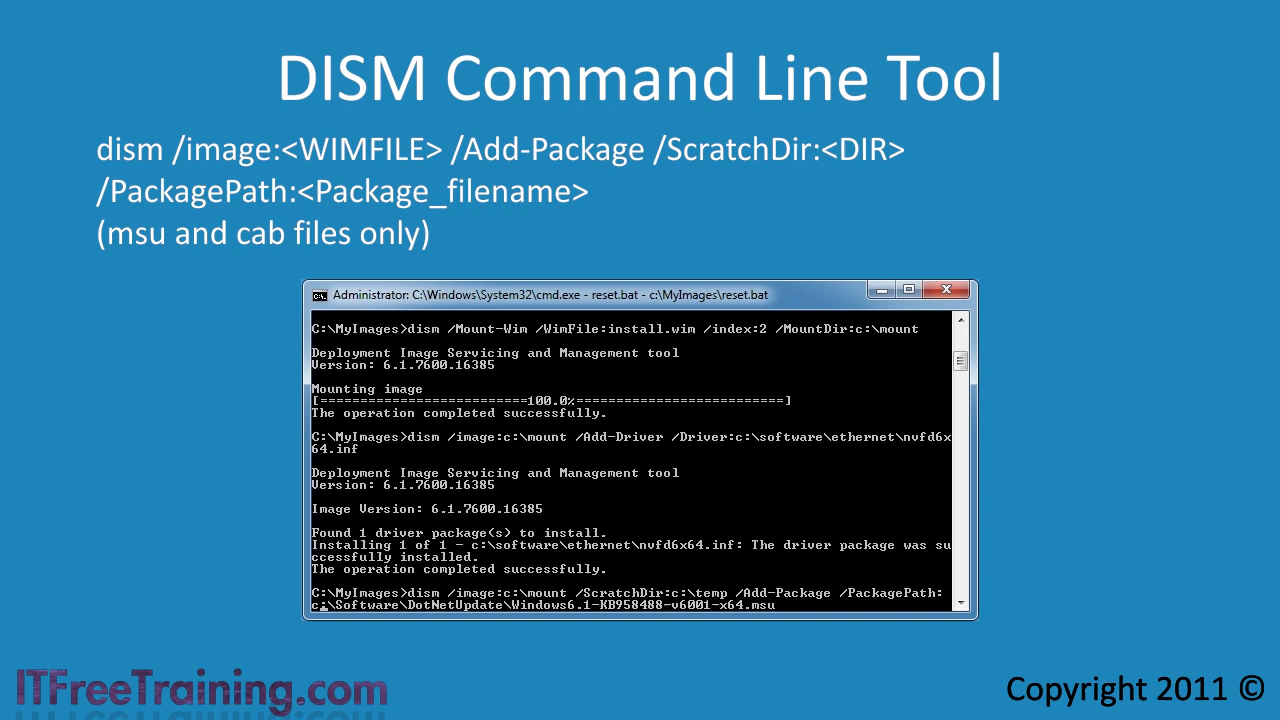 DISM Command Line Tool
dism /image:<WIMFILE> /Add-Package /ScratchDir:<DIR>
/PackagePath:<Package_filename>
(msu and cab files only)
Administrator: C:\Windows\System32\cmd.exe - reset.bat - c:\MyImages\reset.bat
C:\MyImages>dism /Mount-Wim /WimFile:install.wim /index:2 /MountDir:c:\mount
Deployment Image Servicing and Management tool
Version: 6.1.7600.16385
Mounting image
[==========================100.0%==========================]
The operation completed successfully.
C:\MyImages>dism /image:c:\mount /Add-Driver /Driver:c:\software\ethernet\nvfd6x
64.inf
Deployment Image Servicing and Management tool
Version: 6.1.7600.16385
Image Version: 6.1.7600.16385
Found 1 driver package(s) to install.
Installing 1 of 1 - c:\software\ethernet\nvfd6x64.inf: The driver package was su
ccessfully installed.
The operation completed successfully.
C:\MyImages>dism /image:c:\mount /ScratchDir:c:\temp /Add-Package /PackagePath:
c:\Software\DotNetUpdate\Windows6.1-KB958488-v6001-x64.msu
ITFreeTraining.com
Copyright 2011 ©